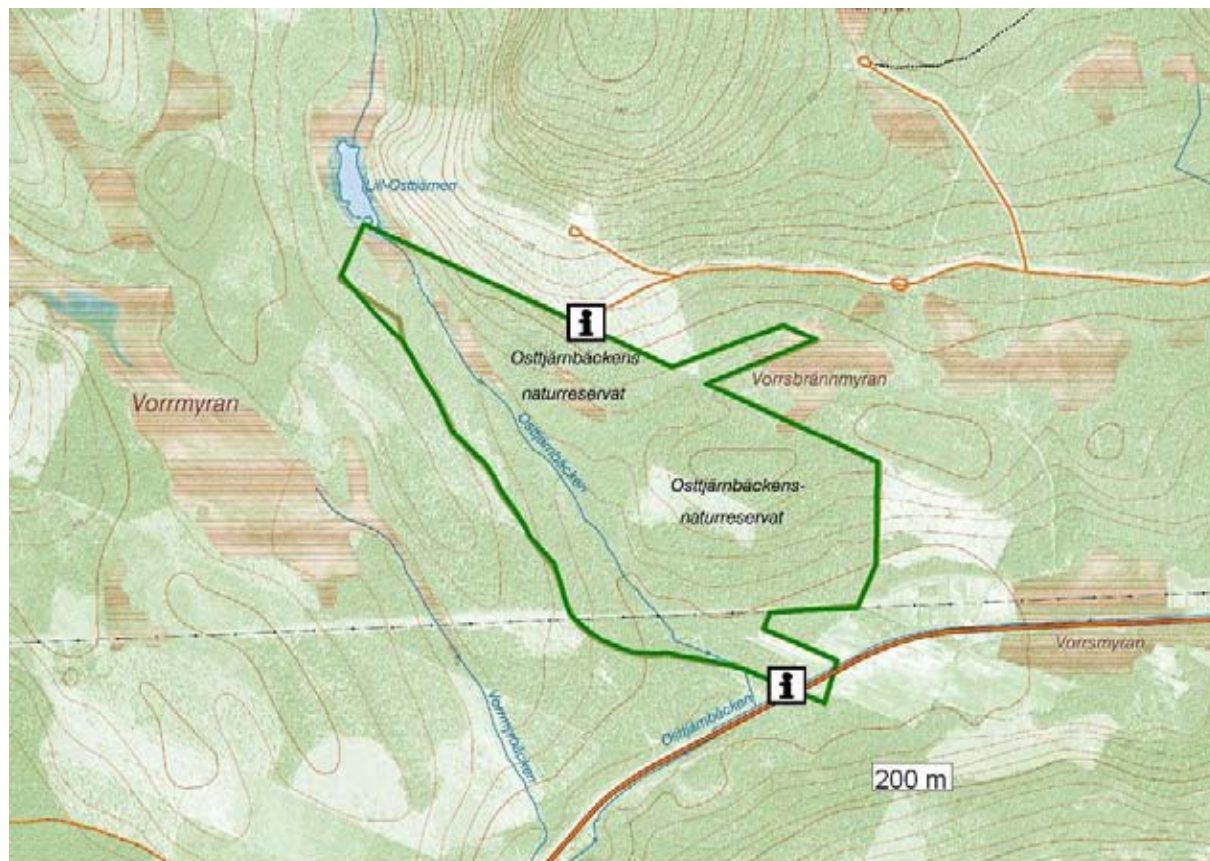 Lill-Osttjärnen
Osttjärnbäckens
naturreservat
Vorrsbrännmyran
Vorrmyran
Osttjärnbäcken
Osttjärnbäckens-
naturreservat
Vorrsmyran
Vorrmyrbäcken
Osttjärnbäcken
200 m